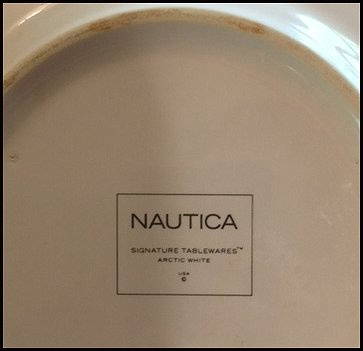 NAUTICA
SIGNATURE TABLEWARES™
ARCTIC WHITE
USA
©